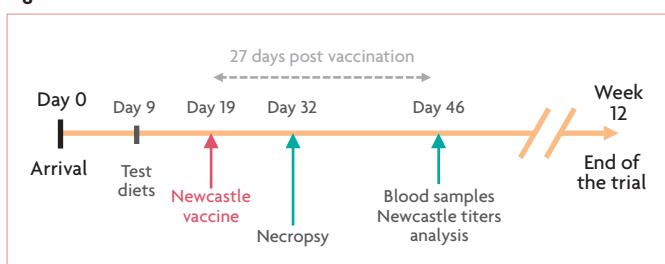 27 days post vaccination
Day 0
Day 9
Day 19
Day 32
Day 46
Week
12
Arrival
Test
diets
Newcastle
vaccine
Necropsy
Blood samples
Newcastle titers
analysis
End of
the trial